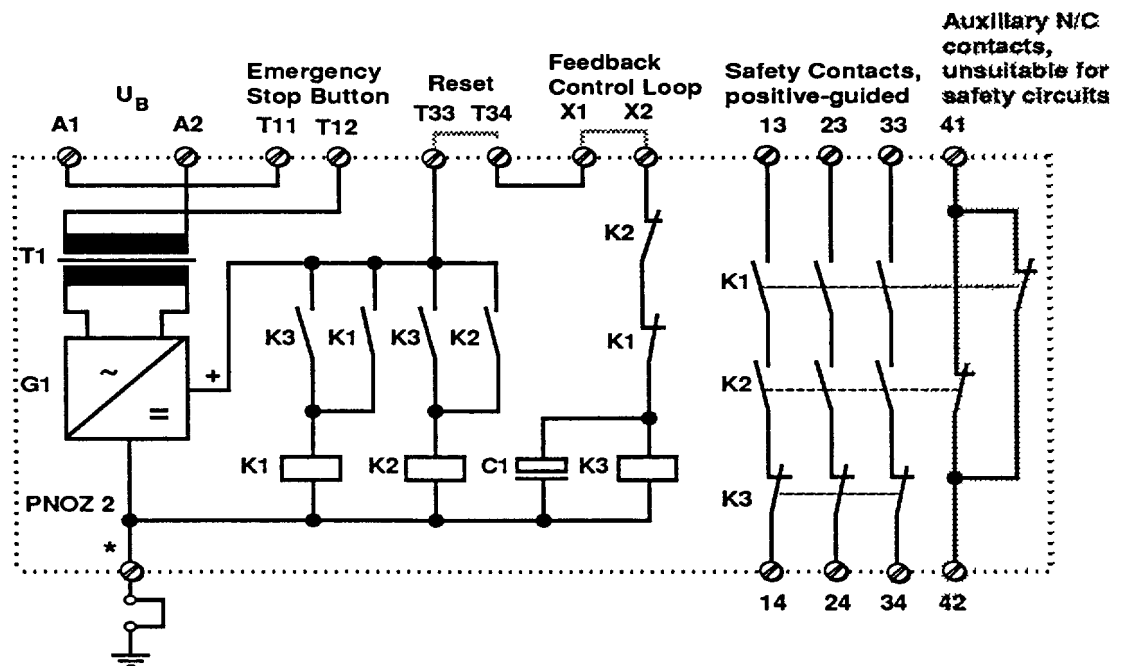 Auxillary N/C
contacts,
unsuitable for
safety circuits
Emergency
Stop Button
Reset
Feedback
Control Loop
Safety Contacts,
positive-guided
UB
A1 A2 T11 T12 T33 T34 X1 X2 13 23 33 41
T1
K2
K1
K3 K1 K3 K2 K1
G1 ~ = +
K2
K1 K2 C1 K3
K3
PNOZ 2
*
14 24 34 42